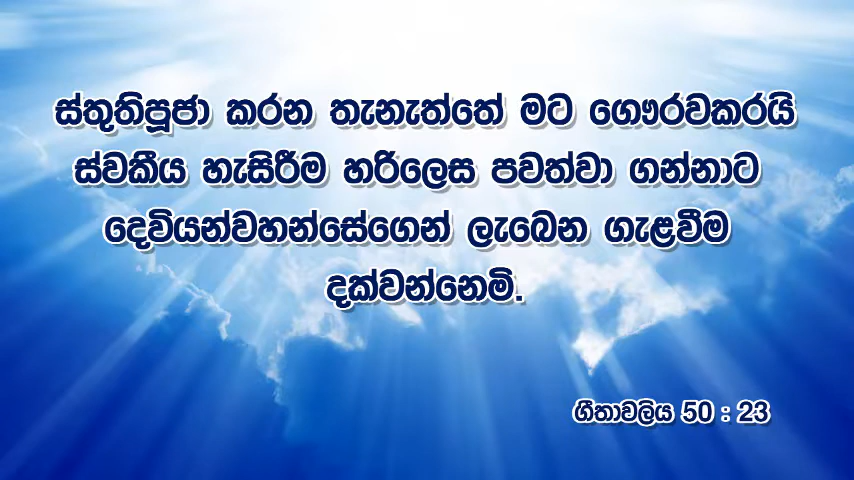 ස්තුතිපූජා කරන තැනැත්තේ මට ගෞරවකරයි
ස්වකීය හැසිරීම හරිලෙස පවත්වා ගන්නාට
දෙවියන්වහන්සේගෙන් ලැබෙන ගැළවීම
දක්වන්නෙමි.
ගීතාවලිය 50 : 23